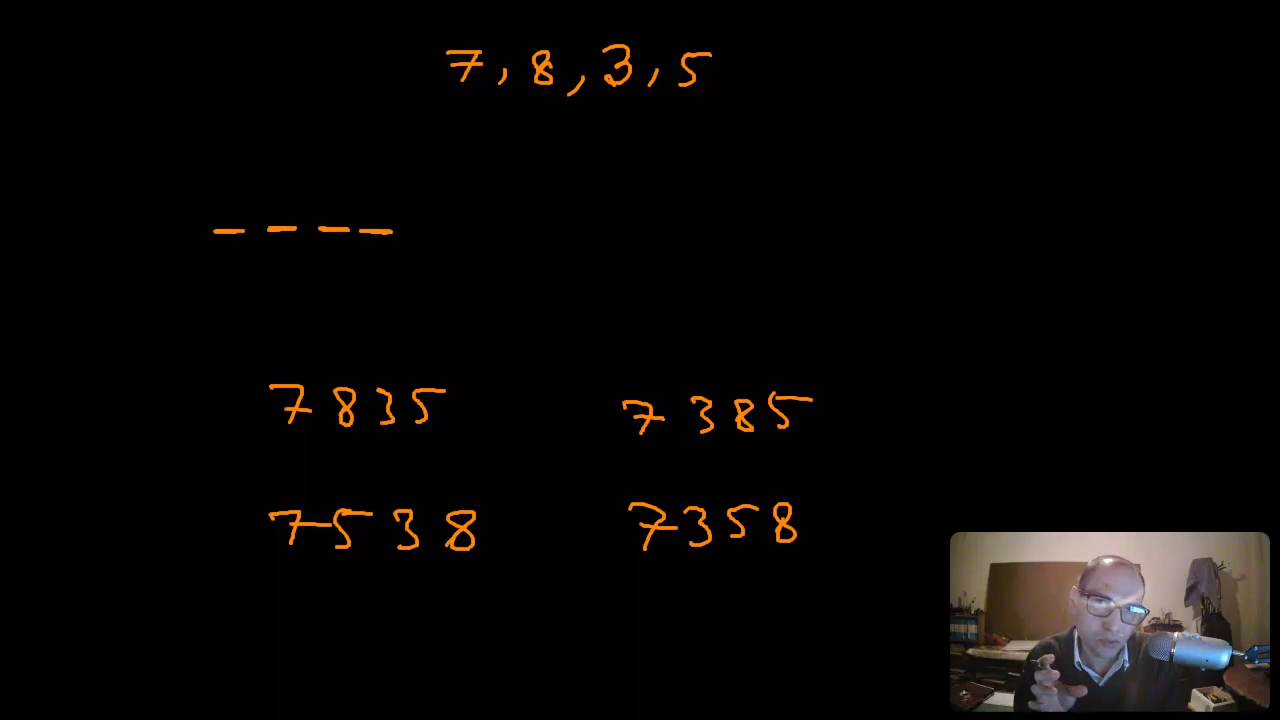 7, 8, 3, 5
_ _ _ _
7835 7385
7538 7358